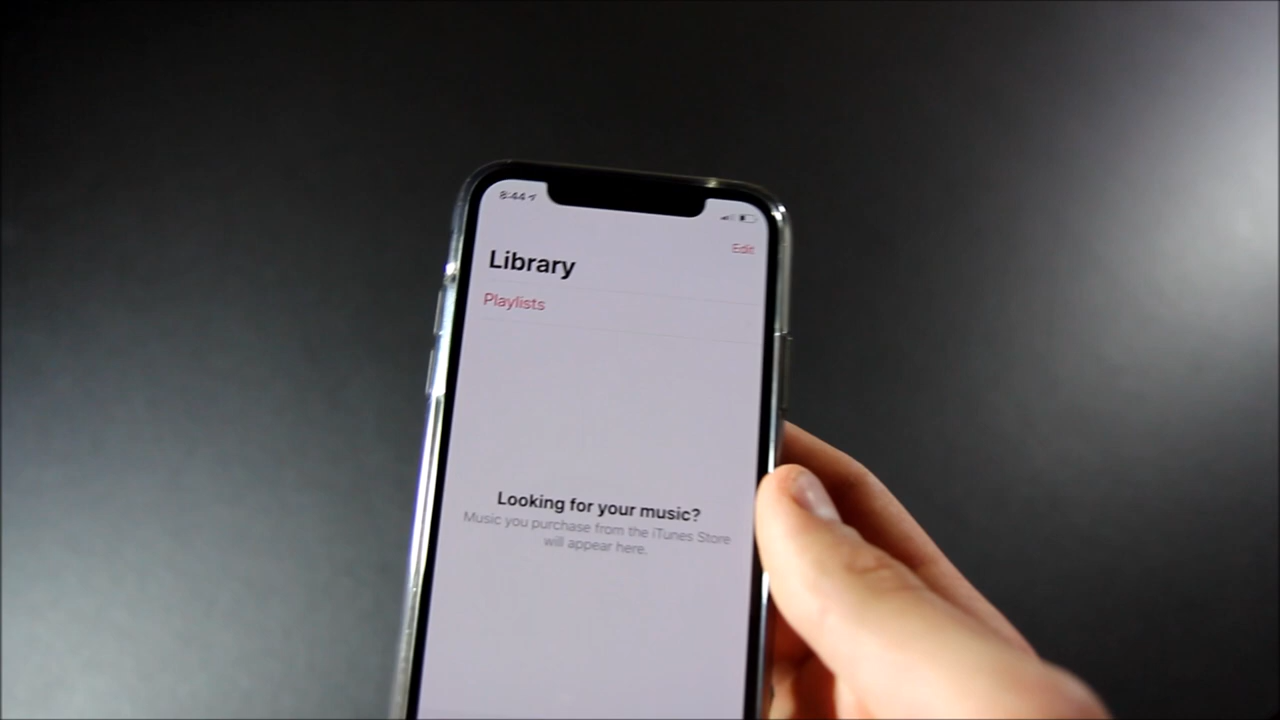 8:44
Edit
Library
Playlists
Looking for your music?
Music you purchase from the iTunes Store
will appear here.